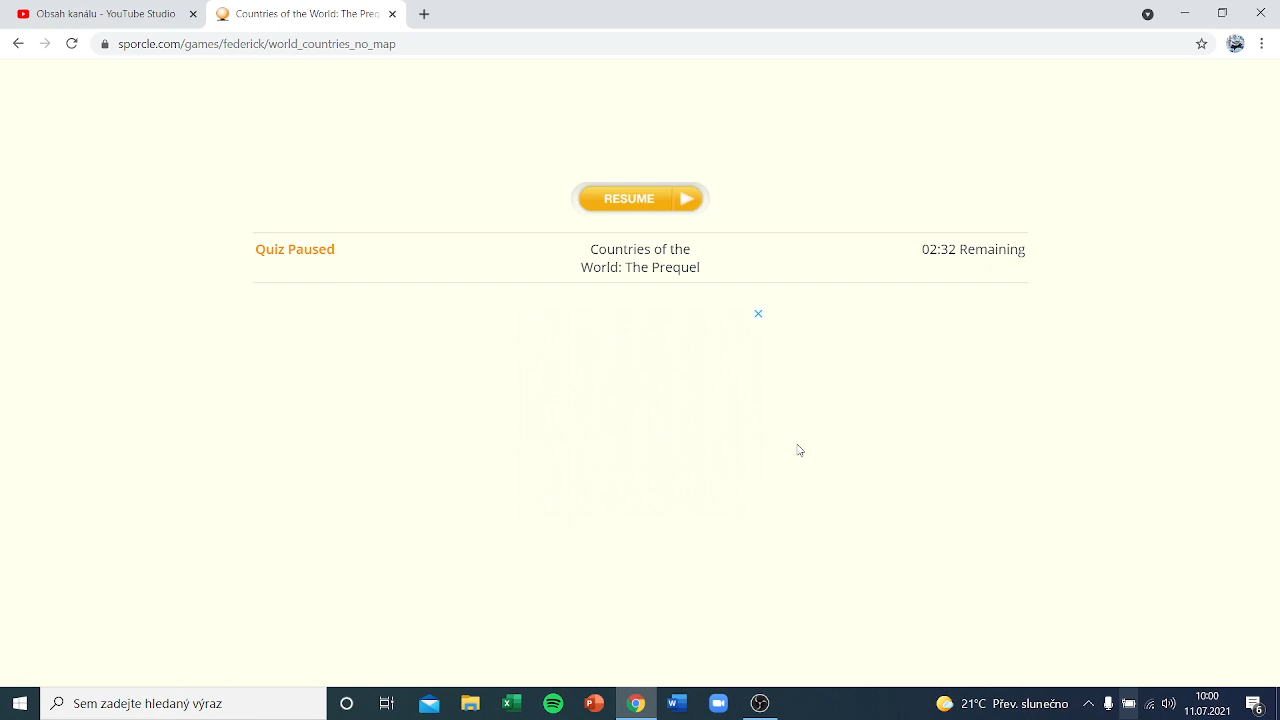 Obsah kanálu - YouTube Studio
Countries of the World: The Preq
sporcle.com/games/federick/world_countries_no_map
RESUME
Quiz Paused
Countries of the
World: The Prequel
02:32 Remaining
Sem zadejte hledaný výraz
21°C Přev. slunečno
10:00
11.07.2021
6